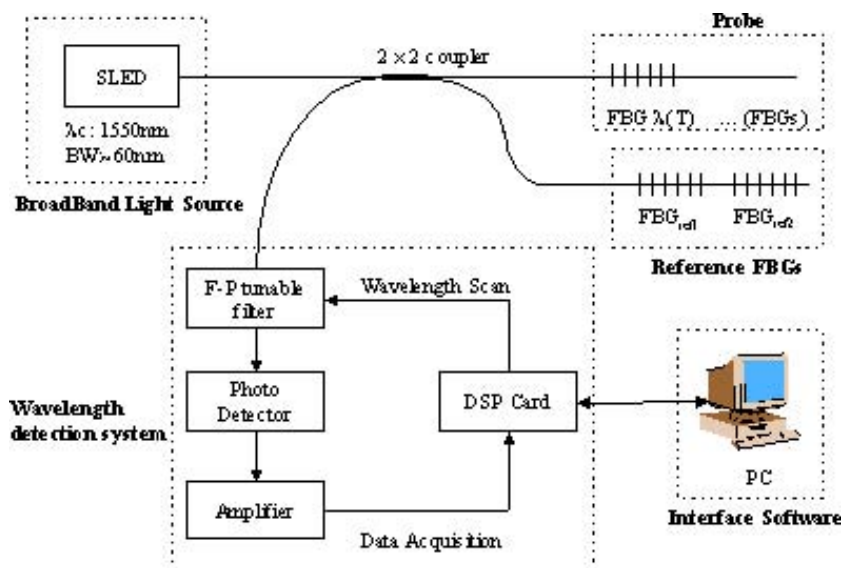 Probe
2 × 2 coupler
SLED
λc : 1550nm
BW~ 60nm
BroadBand Light Source
FBG λ(T) ... (FBGs)
FBGref1 FBGref2
Reference FBGs
F-P tunable
filter
Wavelength Scan
Photo
Detector
DSP Card
Wavelength
detection system
Amplifier
Data Acquisition
PC
Interface Software